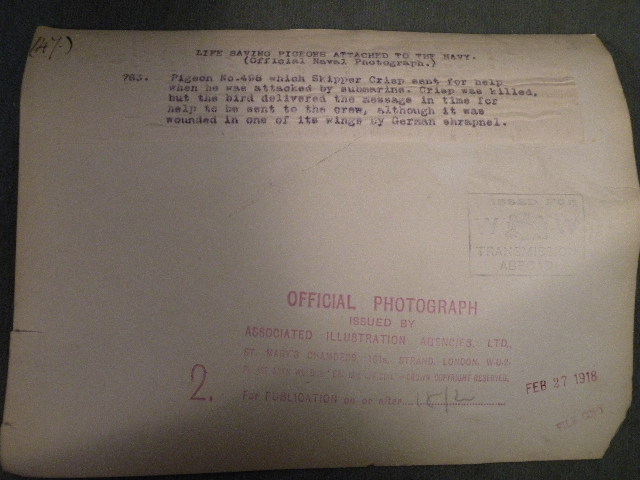 (47.)
LIFE SAVING PIGEONS ATTACHED TO THE NAVY.
(Official Naval Photograph.)
783. Pigeon No.498 which Skipper Crisp sent for help
when he was attacked by submarine. Crisp was killed,
but the bird delivered the message in time for
help to be sent to the crew, although it was
wounded in one of its wings by German shrapnel.
W W
TRANSMISSION
ABROAD
OFFICIAL PHOTOGRAPH
ISSUED BY
ASSOCIATED ILLUSTRATION AGENCIES, LTD.,
ST. MARY'S CHAMBERS, STRAND, LONDON, W.C.2.
CROWN COPYRIGHT RESERVED.
2.
For PUBLICATION on or after 18/2
FEB 27 1918